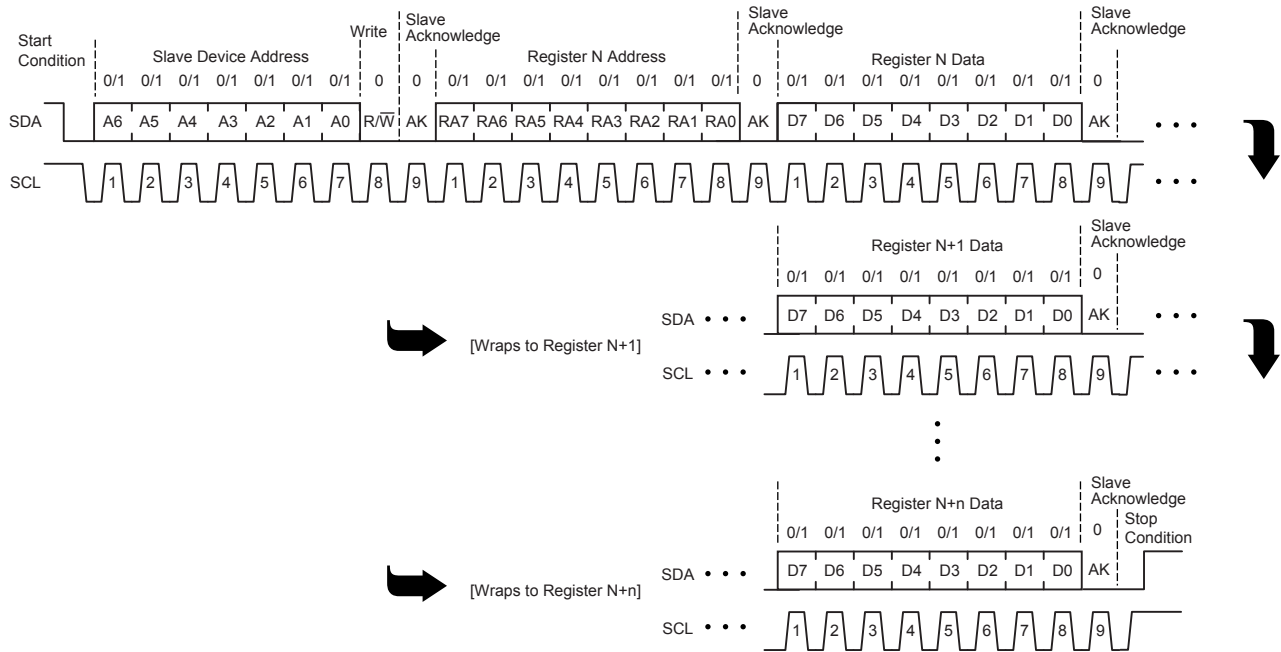 Start
Condition
Slave Device Address
Write
Slave
Acknowledge
Register N Address
Slave
Acknowledge
Register N Data
Slave
Acknowledge
0/1 0/1 0/1 0/1 0/1 0/1 0/1 0 0 0/1 0/1 0/1 0/1 0/1 0/1 0/1 0/1 0 0/1 0/1 0/1 0/1 0/1 0/1 0/1 0/1 0
SDA A6 A5 A4 A3 A2 A1 A0 R/W̅ AK RA7 RA6 RA5 RA4 RA3 RA2 RA1 RA0 AK D7 D6 D5 D4 D3 D2 D1 D0 AK • • •
SCL 1 2 3 4 5 6 7 8 9 1 2 3 4 5 6 7 8 9 1 2 3 4 5 6 7 8 9 • • •
Register N+1 Data
Slave
Acknowledge
0/1 0/1 0/1 0/1 0/1 0/1 0/1 0/1 0
SDA • • • D7 D6 D5 D4 D3 D2 D1 D0 AK • • •
[Wraps to Register N+1]
SCL • • • 1 2 3 4 5 6 7 8 9 • • •
Register N+n Data
Slave
Acknowledge
Stop
Condition
0/1 0/1 0/1 0/1 0/1 0/1 0/1 0/1 0
SDA • • • D7 D6 D5 D4 D3 D2 D1 D0 AK
[Wraps to Register N+n]
SCL • • • 1 2 3 4 5 6 7 8 9